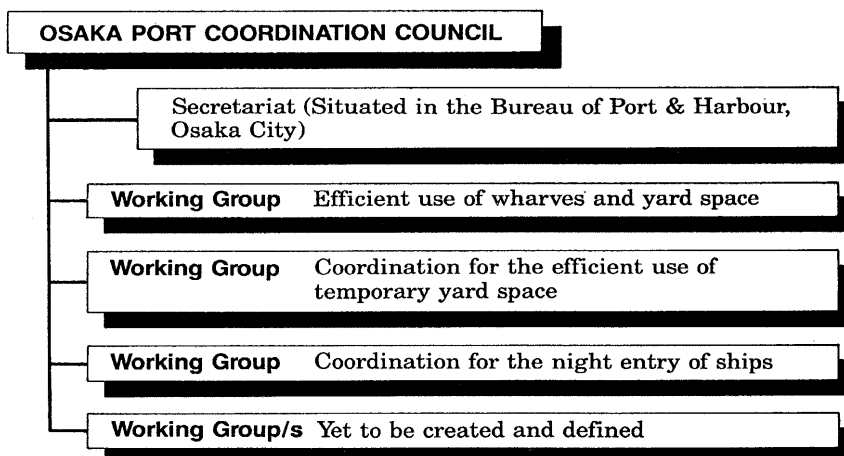 OSAKA PORT COORDINATION COUNCIL
Secretariat (Situated in the Bureau of Port & Harbour,
Osaka City)
Working Group Efficient use of wharves and yard space
Working Group Coordination for the efficient use of
temporary yard space
Working Group Coordination for the night entry of ships
Working Group/s Yet to be created and defined